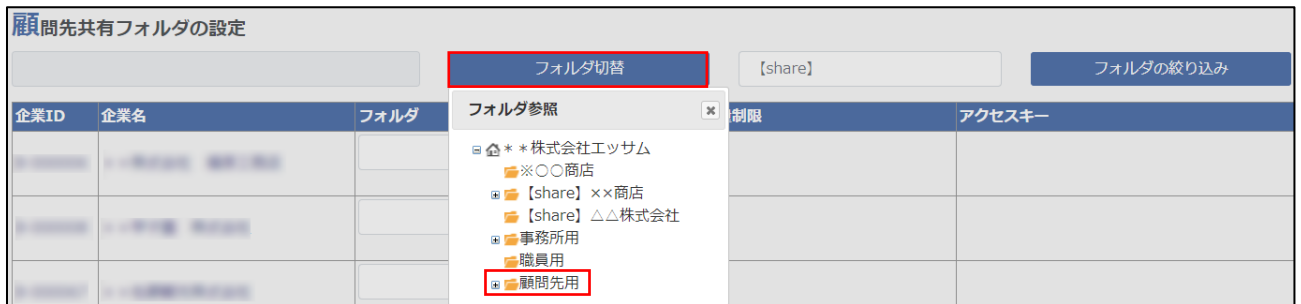 顧問先共有フォルダの設定
フォルダ切替 【share】 フォルダの絞り込み
企業ID 企業名 フォルダ 制限 アクセスキー
フォルダ参照
＊＊株式会社エッサム
※〇〇商店
【share】××商店
【share】△△株式会社
事務所用
職員用
顧問先用